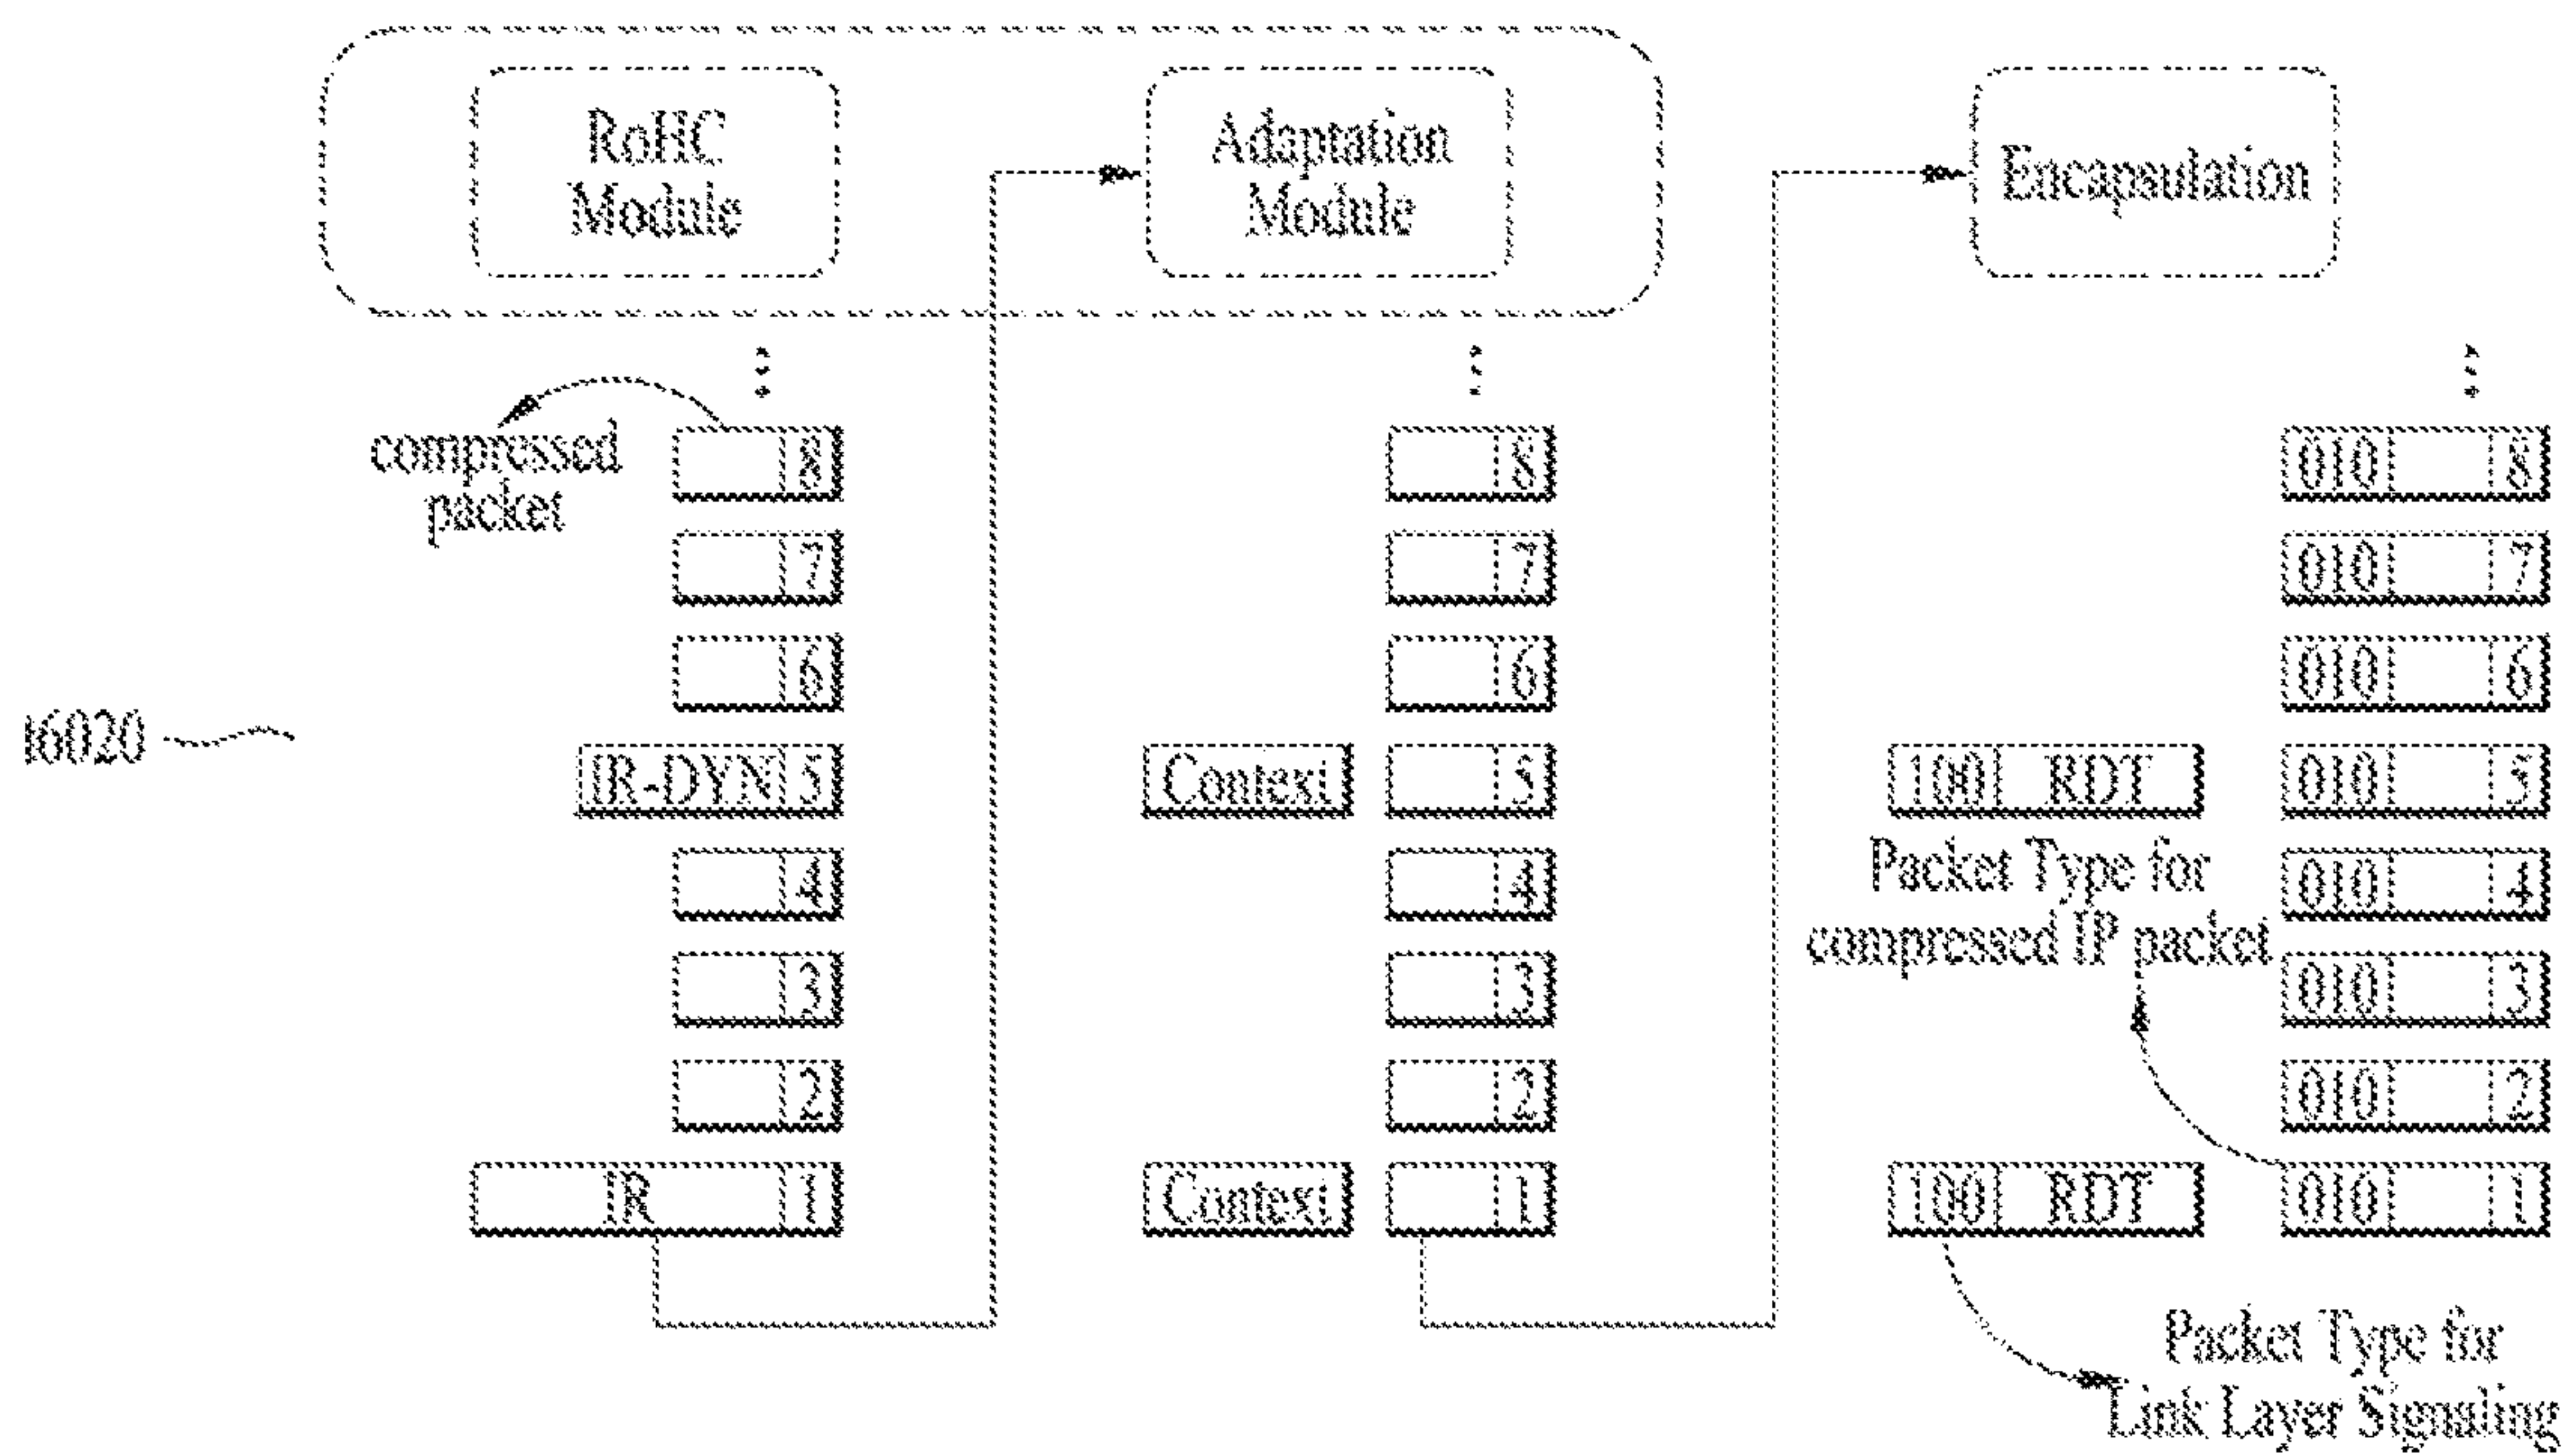 RoHC
Module
Adaptation
Module
Encapsulation
compressed
packet
8
8
010 8
7
7
010 7
6
6
010 6
16020
IR-DYN 5
Context 5
100 RDT 010 5
4
4
Packet Type for
compressed IP packet
010 4
3
3
010 3
2
2
010 2
IR 1
Context 1
100 RDT 010 1
Packet Type for
Link Layer Signaling